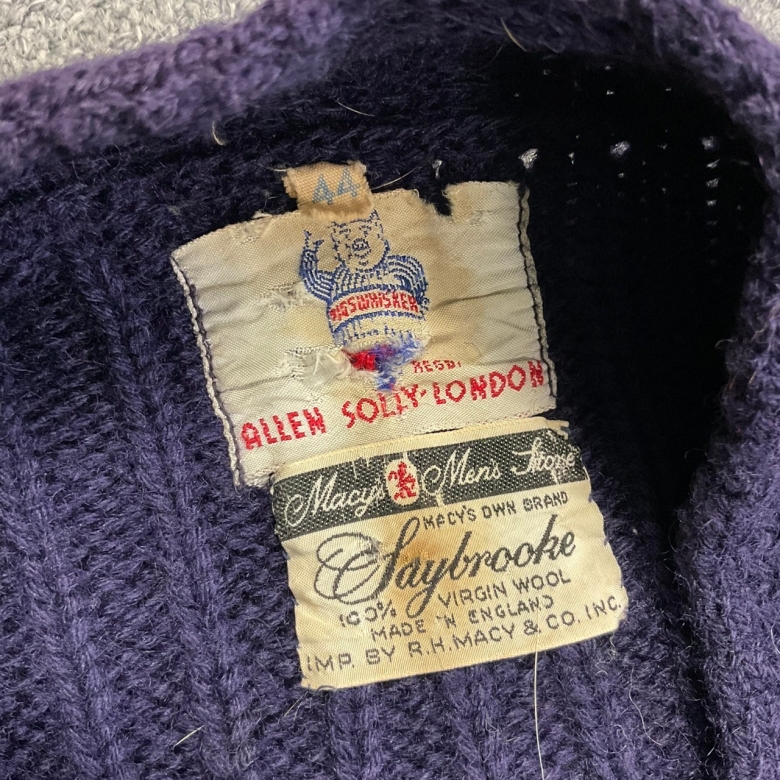 44
PIGSWHISKER
REGD.
ALLEN SOLLY·LONDON
Macy's Men's Store
MACY'S OWN BRAND
Saybrooke
100% VIRGIN WOOL
MADE IN ENGLAND
IMP. BY R.H. MACY & CO. INC.